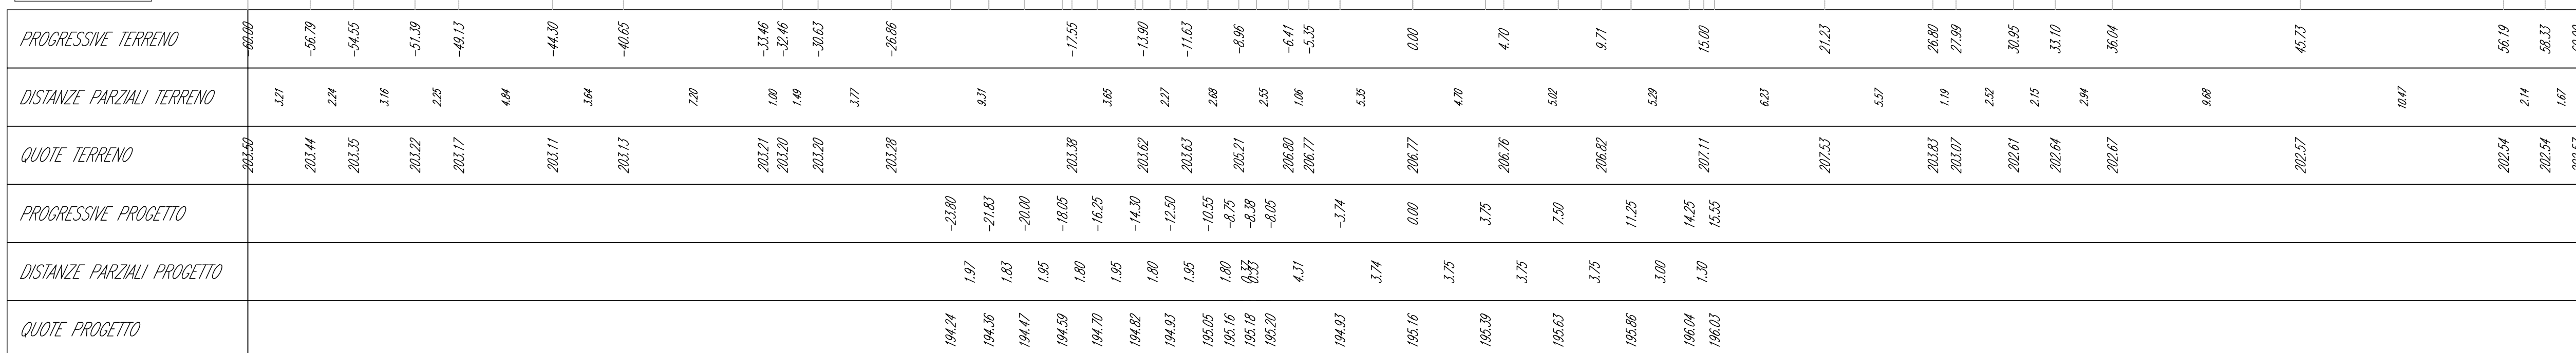 PROGRESSIVE TERRENO -60.00 -56.79 -54.55 -51.39 -49.13 -44.30 -40.65 -33.46 -32.46 -30.63 -26.86 -17.55 -13.90 -11.63 -8.96 -6.41 -5.35 0.00 4.70 9.71 15.00 21.23 26.80 27.99 30.95 33.10 36.04 45.73 56.19 58.33
DISTANZE PARZIALI TERRENO 3.21 2.24 3.16 2.25 4.84 3.64 7.20 1.00 1.49 3.77 9.31 3.65 2.27 2.68 2.55 1.06 5.35 4.70 5.02 5.29 6.23 5.57 1.19 2.52 2.15 2.94 9.68 10.47 2.14 1.67
QUOTE TERRENO 203.50 203.44 203.35 203.22 203.17 203.11 203.13 203.21 203.20 203.20 203.28 203.38 203.62 203.63 205.21 206.80 206.77 206.77 206.76 206.82 207.11 207.53 203.83 203.07 202.61 202.64 202.67 202.57 202.54 202.54
PROGRESSIVE PROGETTO -23.80 -21.83 -20.00 -18.05 -16.25 -14.30 -12.50 -10.55 -8.75 -8.38 -8.05 -3.74 0.00 3.75 7.50 11.25 14.25 15.55
DISTANZE PARZIALI PROGETTO 1.97 1.83 1.95 1.80 1.95 1.80 1.95 1.80 0.37 0.33 4.31 3.74 3.75 3.75 3.75 3.00 1.30
QUOTE PROGETTO 194.24 194.36 194.47 194.59 194.70 194.82 194.93 195.05 195.16 195.18 195.20 194.93 195.16 195.39 195.63 195.86 196.04 196.03